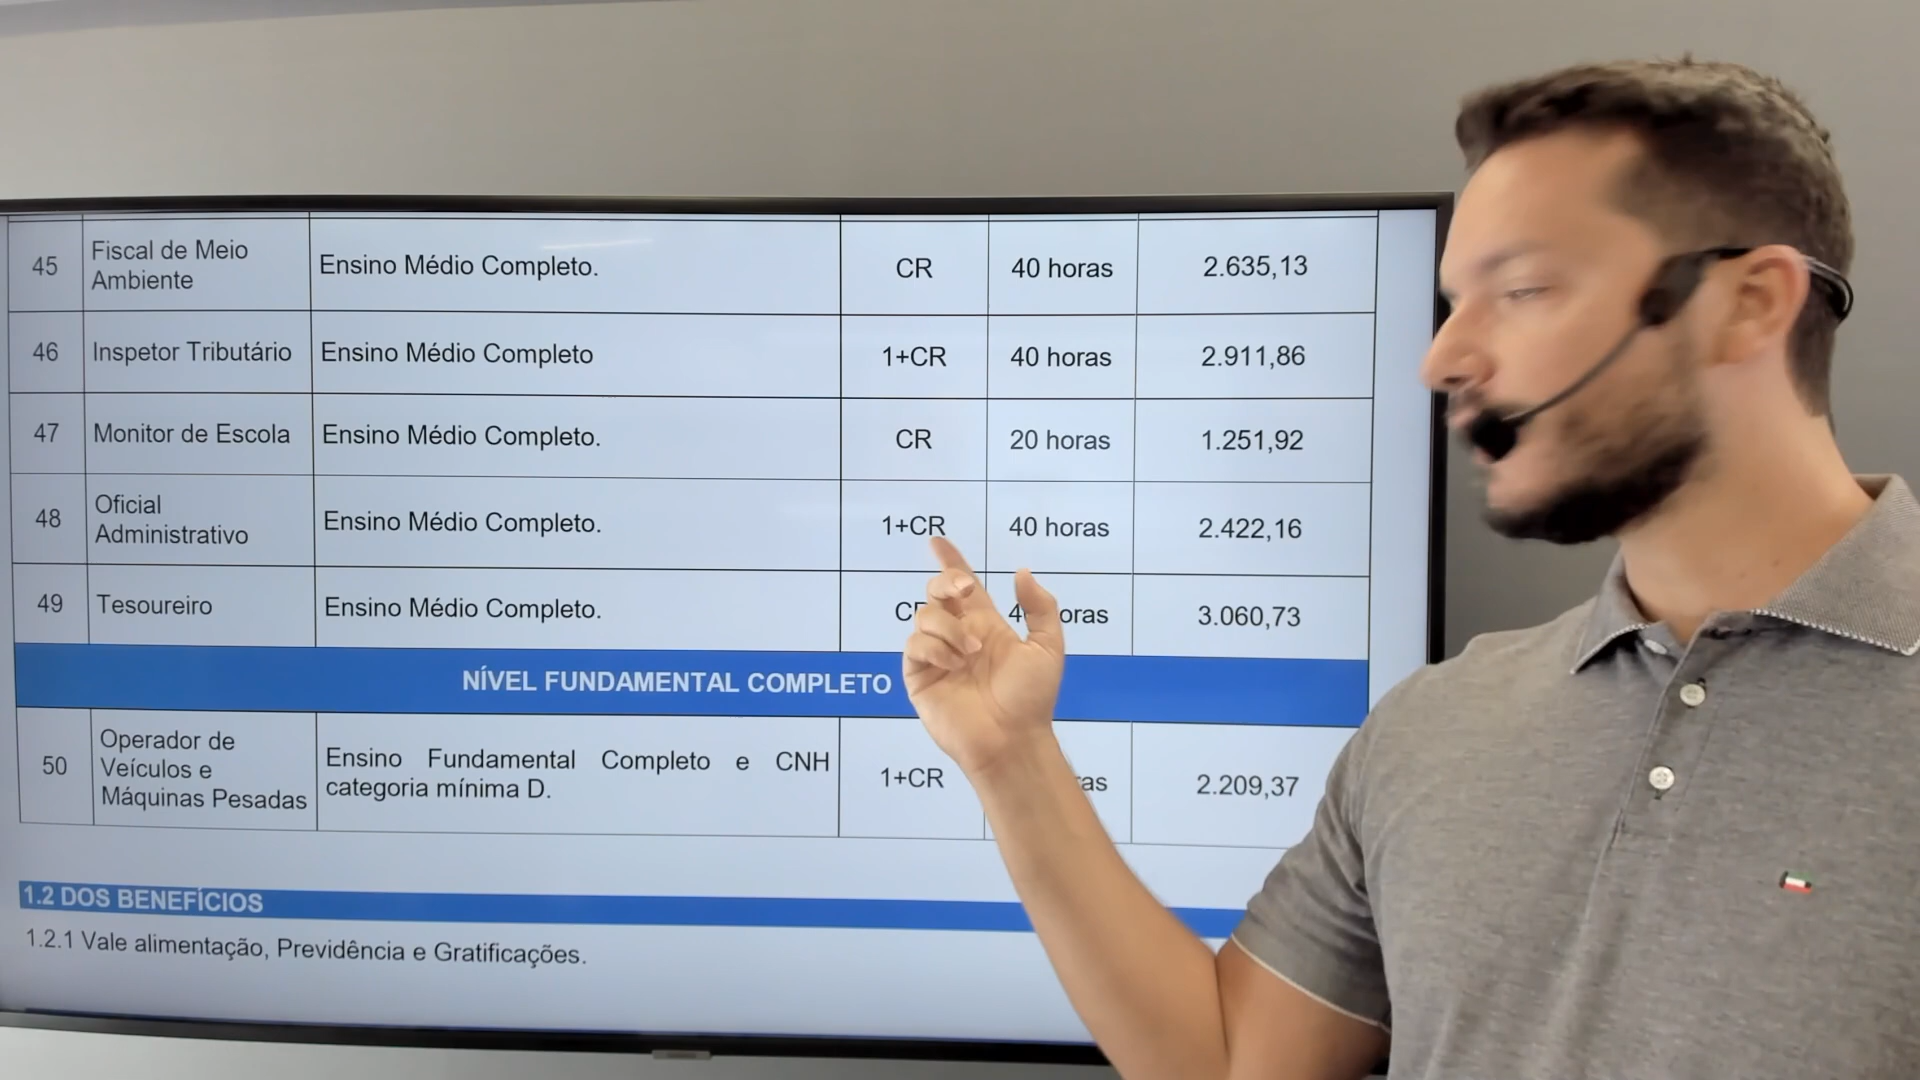 45 Fiscal de Meio Ambiente Ensino Médio Completo. CR 40 horas 2.635,13
46 Inspetor Tributário Ensino Médio Completo 1+CR 40 horas 2.911,86
47 Monitor de Escola Ensino Médio Completo. CR 20 horas 1.251,92
48 Oficial Administrativo Ensino Médio Completo. 1+CR 40 horas 2.422,16
49 Tesoureiro Ensino Médio Completo. 3.060,73
NÍVEL FUNDAMENTAL COMPLETO
50 Operador de Veículos e Máquinas Pesadas Ensino Fundamental Completo e CNH categoria mínima D. 1+CR 2.209,37
1.2 DOS BENEFÍCIOS
1.2.1 Vale alimentação, Previdência e Gratificações.